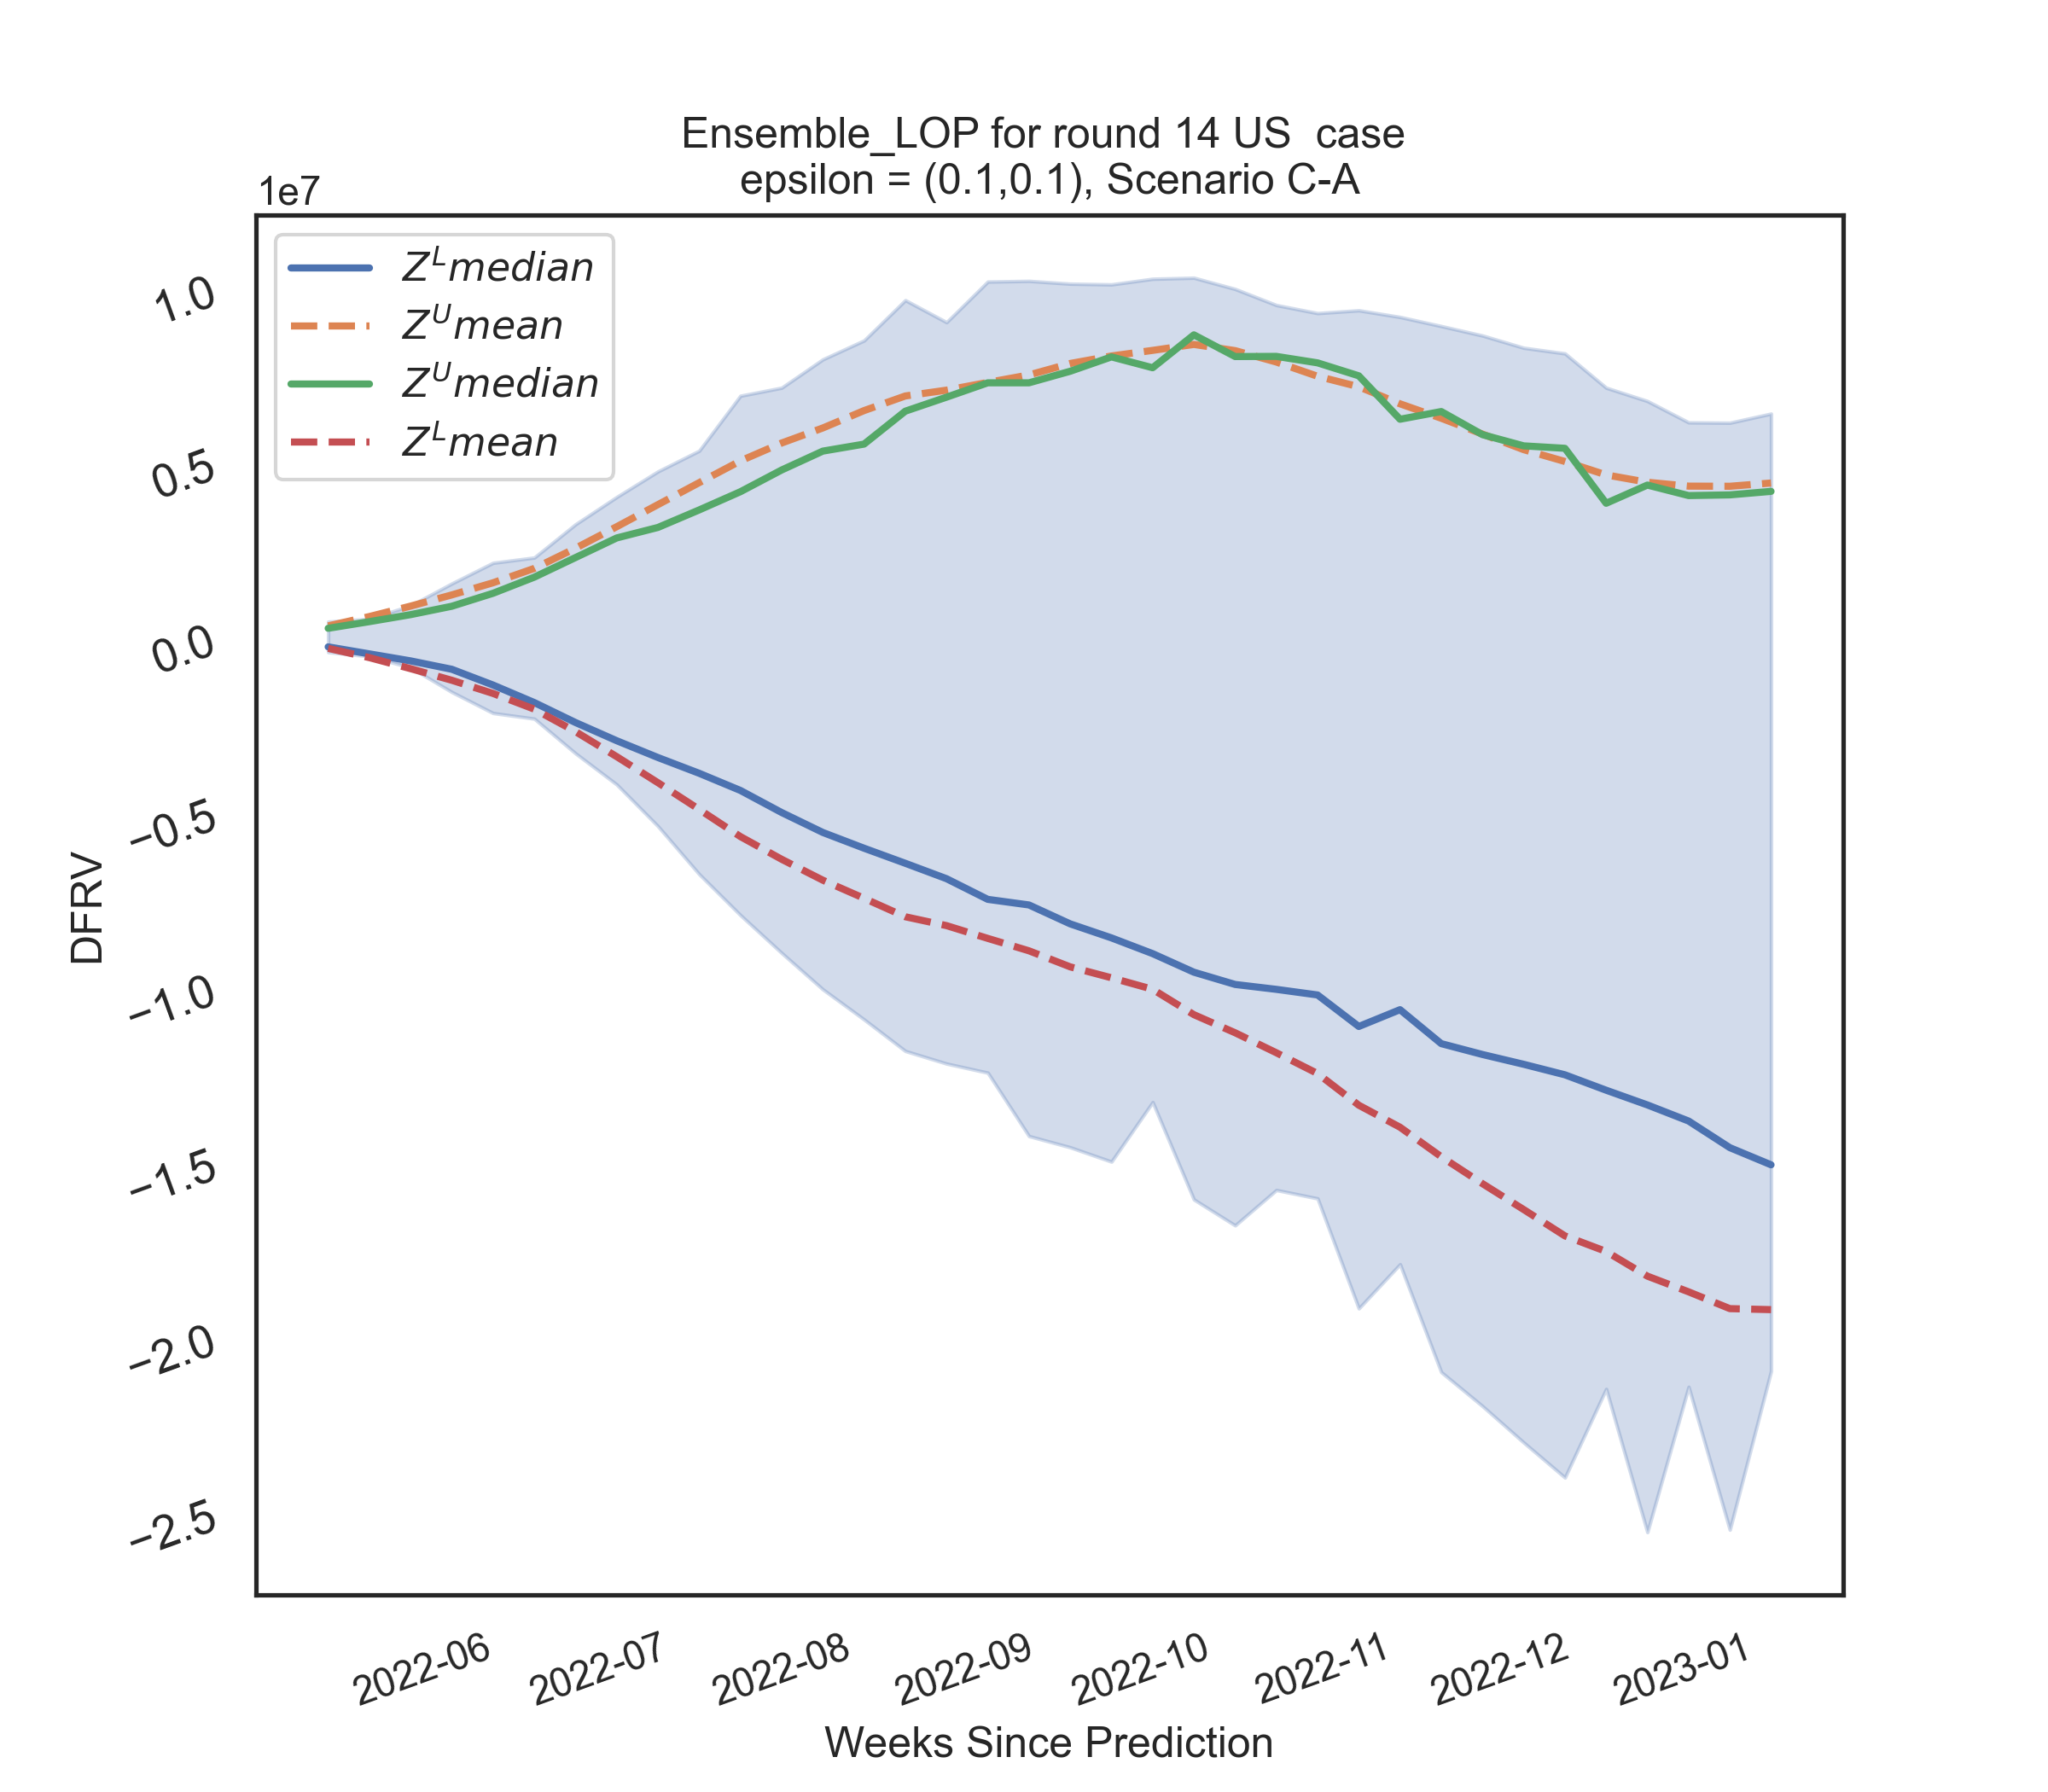 Ensemble_LOP for round 14 US  case
epsilon = (0.1,0.1), Scenario C-A
1e7
Z^L median
Z^U mean
Z^U median
Z^L mean
1.0
0.5
0.0
−0.5
−1.0
−1.5
−2.0
−2.5
DFRV
2022-06
2022-07
2022-08
2022-09
2022-10
2022-11
2022-12
2023-01
Weeks Since Prediction